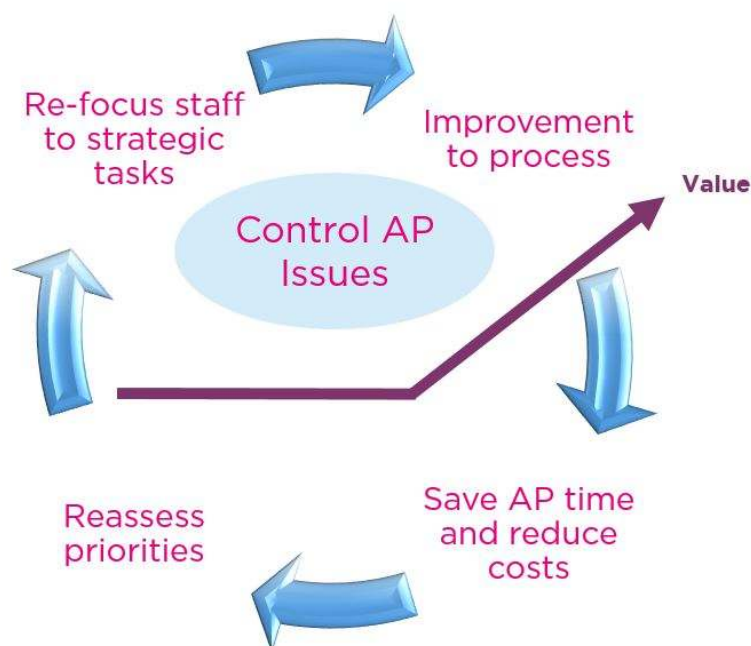 Re-focus staff
to strategic
tasks
Improvement
to process
Value
Control AP
Issues
Reassess
priorities
Save AP time
and reduce
costs